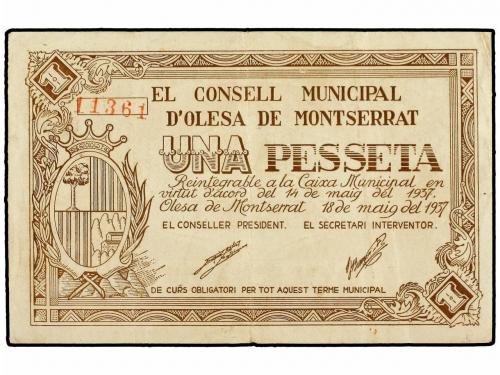 1
11361
EL CONSELL MUNICIPAL
D'OLESA DE MONTSERRAT
UNA PESSETA
Reintegrable a la Caixa Municipal en
virtut d'acord del 14 de maig del 1937.
Olesa de Montserrat 18 de maig del 1937
EL CONSELLER PRESIDENT. EL SECRETARI INTERVENTOR.
DE CURS OBLIGATORI PER TOT AQUEST TERME MUNICIPAL
1